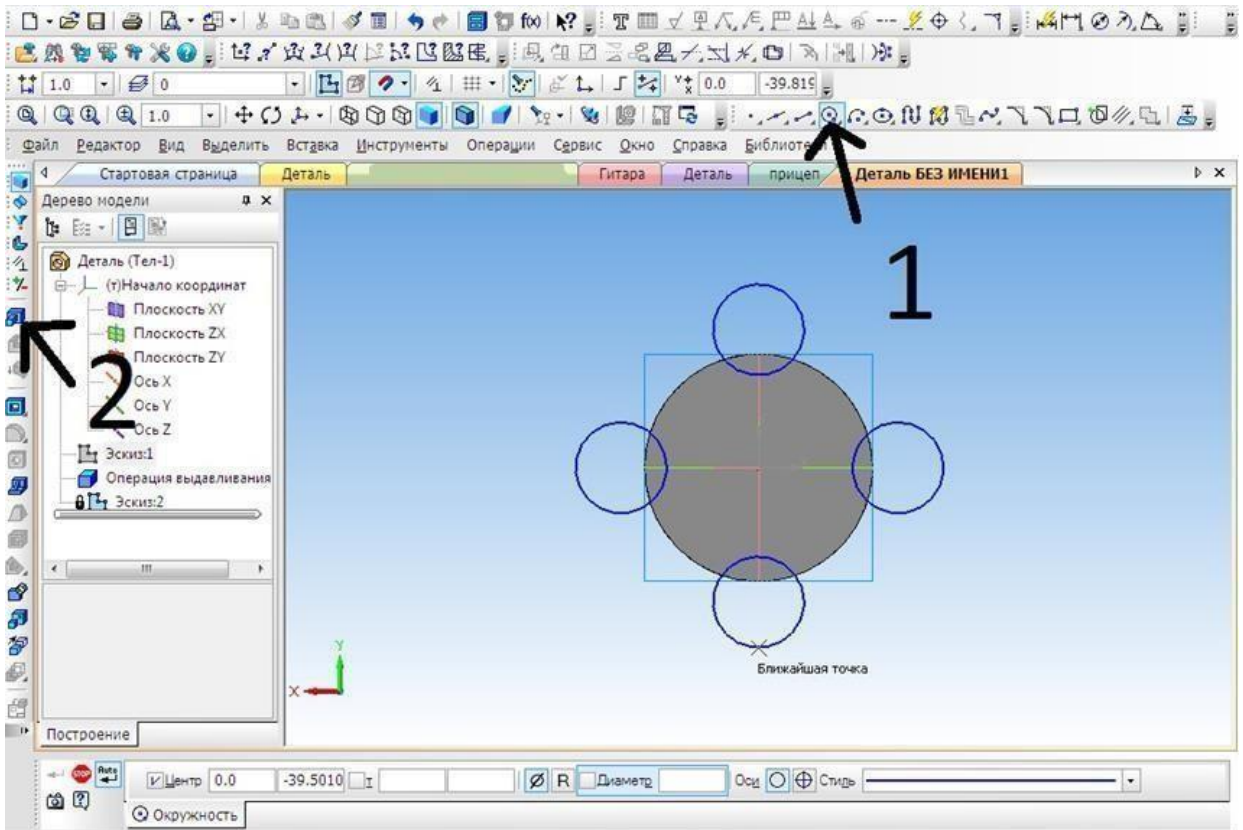 1.0 0 0.0 -39.819
1.0
Файл Редактор Вид Выделить Вставка Инструменты Операции Сервис Окно Справка
Стартовая страница Деталь Гитара Деталь прицеп Деталь БЕЗ ИМЕНИ1
Дерево модели
Деталь (Тел-1)
(т)Начало координат
Плоскость XY
Плоскость ZX
Плоскость ZY
Ось X
Ось Y
Ось Z
Эскиз:1
Операция выдавливания
Эскиз:2
1
2
Y
X
Ближайшая точка
Построение
STOP Auto Центр 0.0 -39.5010 т Ø R Диаметр Оси Стиль
Окружность